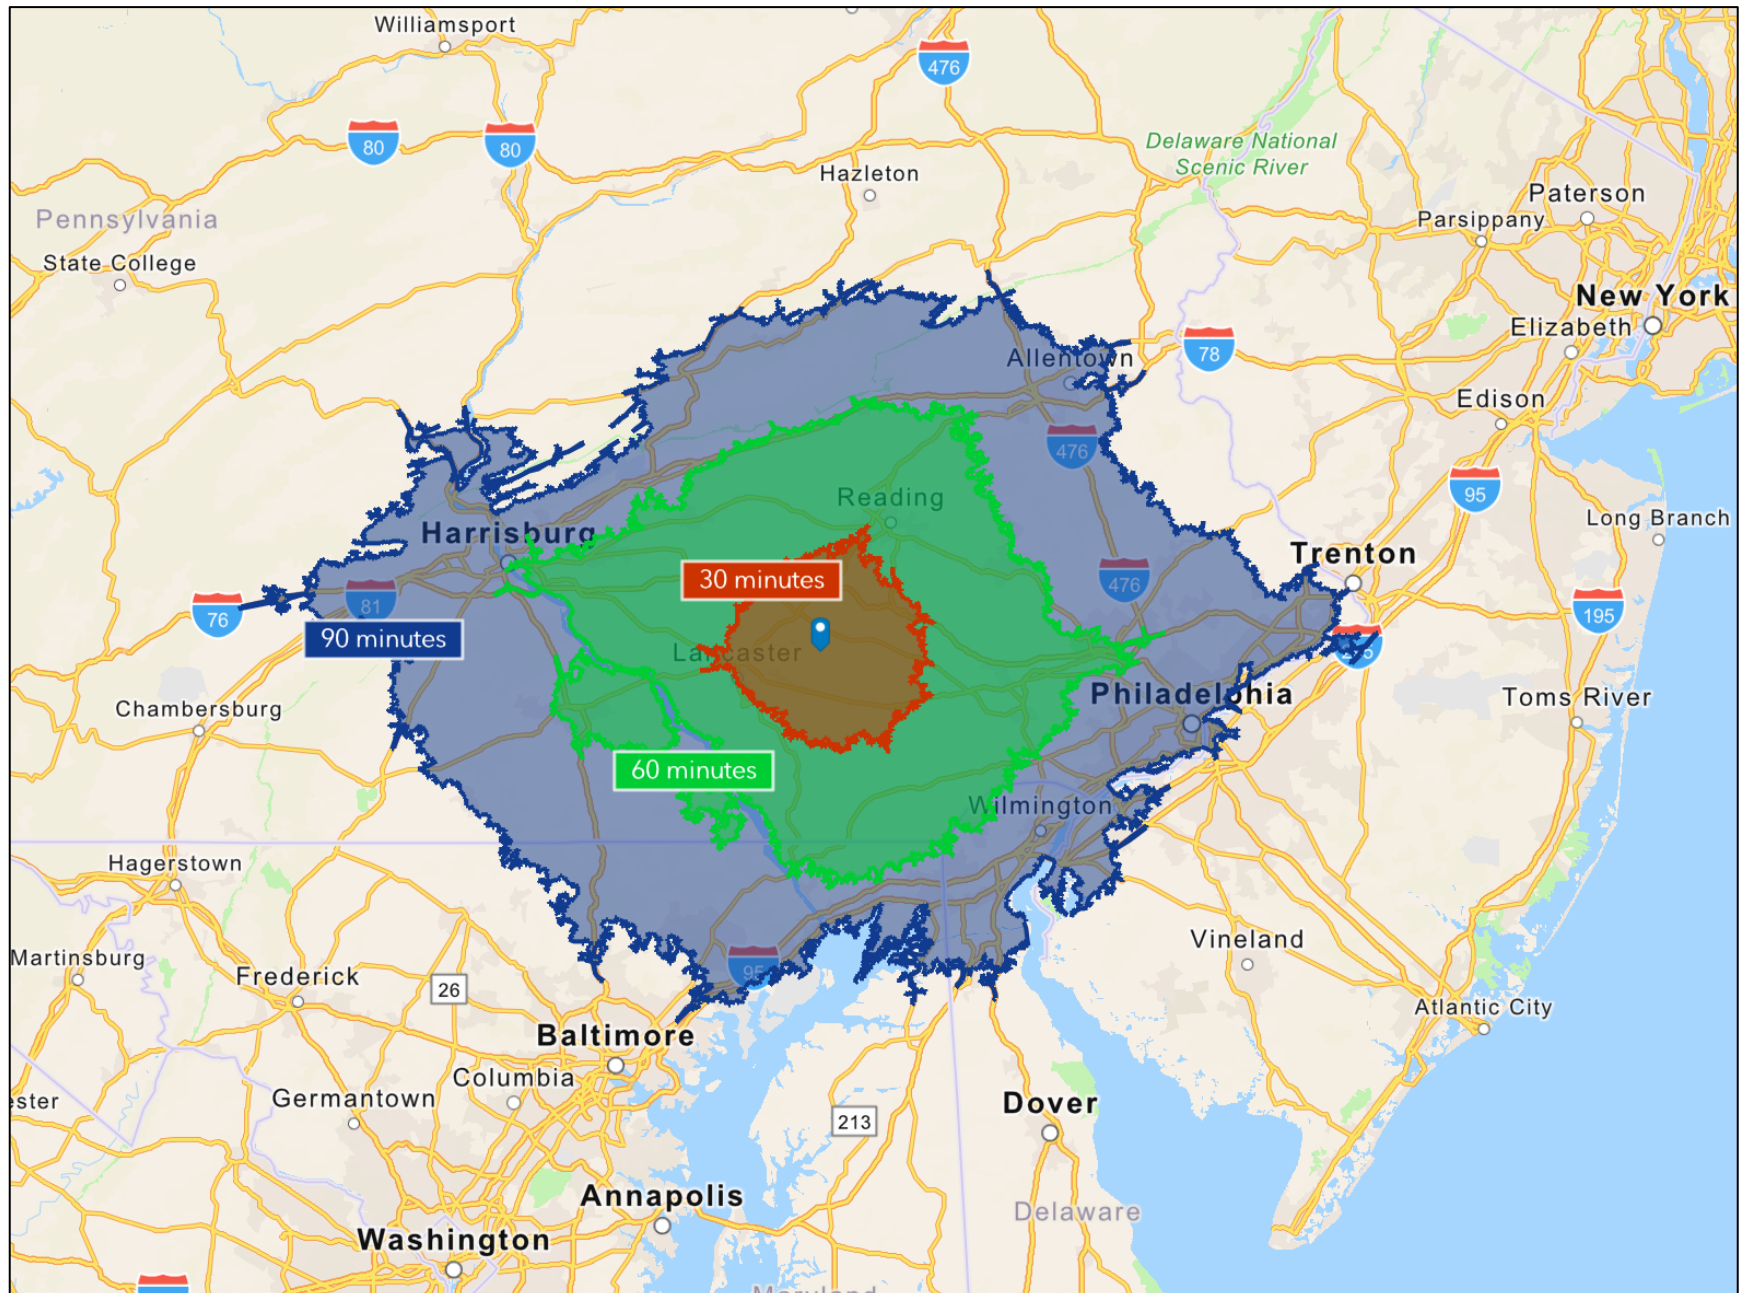 Williamsport
476
80
80
Delaware National
Scenic River
Hazleton
Paterson
Pennsylvania
Parsippany
State College
New York
Elizabeth
78
Allentown
Edison
476
95
Reading
Long Branch
Harrisburg
Trenton
30 minutes
476
81
76
195
90 minutes
Lancaster
Philadelphia
Toms River
Chambersburg
60 minutes
Wilmington
Hagerstown
Vineland
Martinsburg
95
Frederick
26
Atlantic City
Baltimore
Columbia
Germantown
ester
Dover
213
Annapolis
Delaware
Washington
Maryland